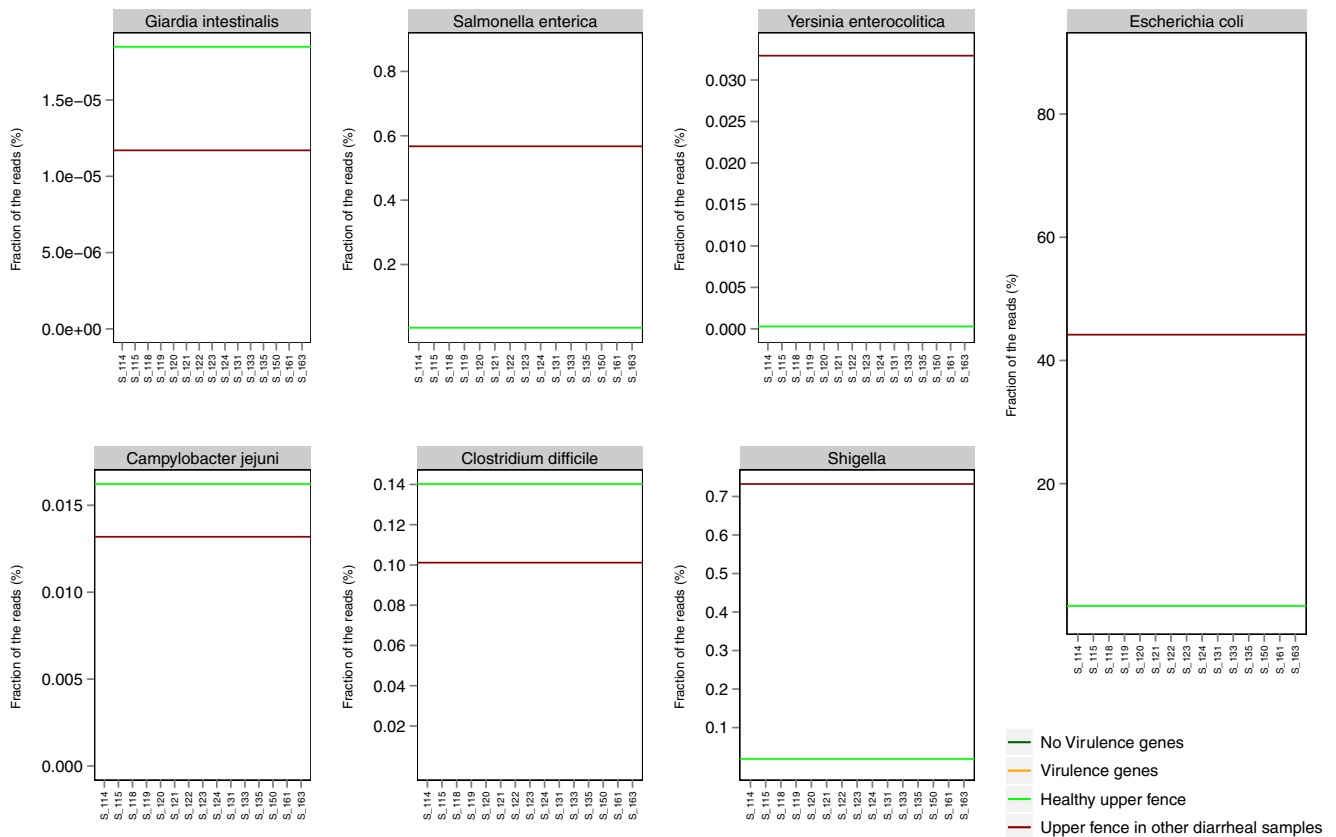 Giardia intestinalis
Fraction of the reads (%)
1.5e−05
1.0e−05
5.0e−06
0.0e+00
S_114
S_115
S_118
S_119
S_120
S_121
S_122
S_123
S_124
S_131
S_133
S_135
S_150
S_161
S_163
Salmonella enterica
Fraction of the reads (%)
0.8
0.6
0.4
0.2
S_114
S_115
S_118
S_119
S_120
S_121
S_122
S_123
S_124
S_131
S_133
S_135
S_150
S_161
S_163
Yersinia enterocolitica
Fraction of the reads (%)
0.030
0.025
0.020
0.015
0.010
0.005
0.000
S_114
S_115
S_118
S_119
S_120
S_121
S_122
S_123
S_124
S_131
S_133
S_135
S_150
S_161
S_163
Escherichia coli
Fraction of the reads (%)
80
60
40
20
S_114
S_115
S_118
S_119
S_120
S_121
S_122
S_123
S_124
S_131
S_133
S_135
S_150
S_161
S_163
Campylobacter jejuni
Fraction of the reads (%)
0.015
0.010
0.005
0.000
S_114
S_115
S_118
S_119
S_120
S_121
S_122
S_123
S_124
S_131
S_133
S_135
S_150
S_161
S_163
Clostridium difficile
Fraction of the reads (%)
0.14
0.12
0.10
0.08
0.06
0.04
0.02
S_114
S_115
S_118
S_119
S_120
S_121
S_122
S_123
S_124
S_131
S_133
S_135
S_150
S_161
S_163
Shigella
Fraction of the reads (%)
0.7
0.6
0.5
0.4
0.3
0.2
0.1
S_114
S_115
S_118
S_119
S_120
S_121
S_122
S_123
S_124
S_131
S_133
S_135
S_150
S_161
S_163
No Virulence genes
Virulence genes
Healthy upper fence
Upper fence in other diarrheal samples